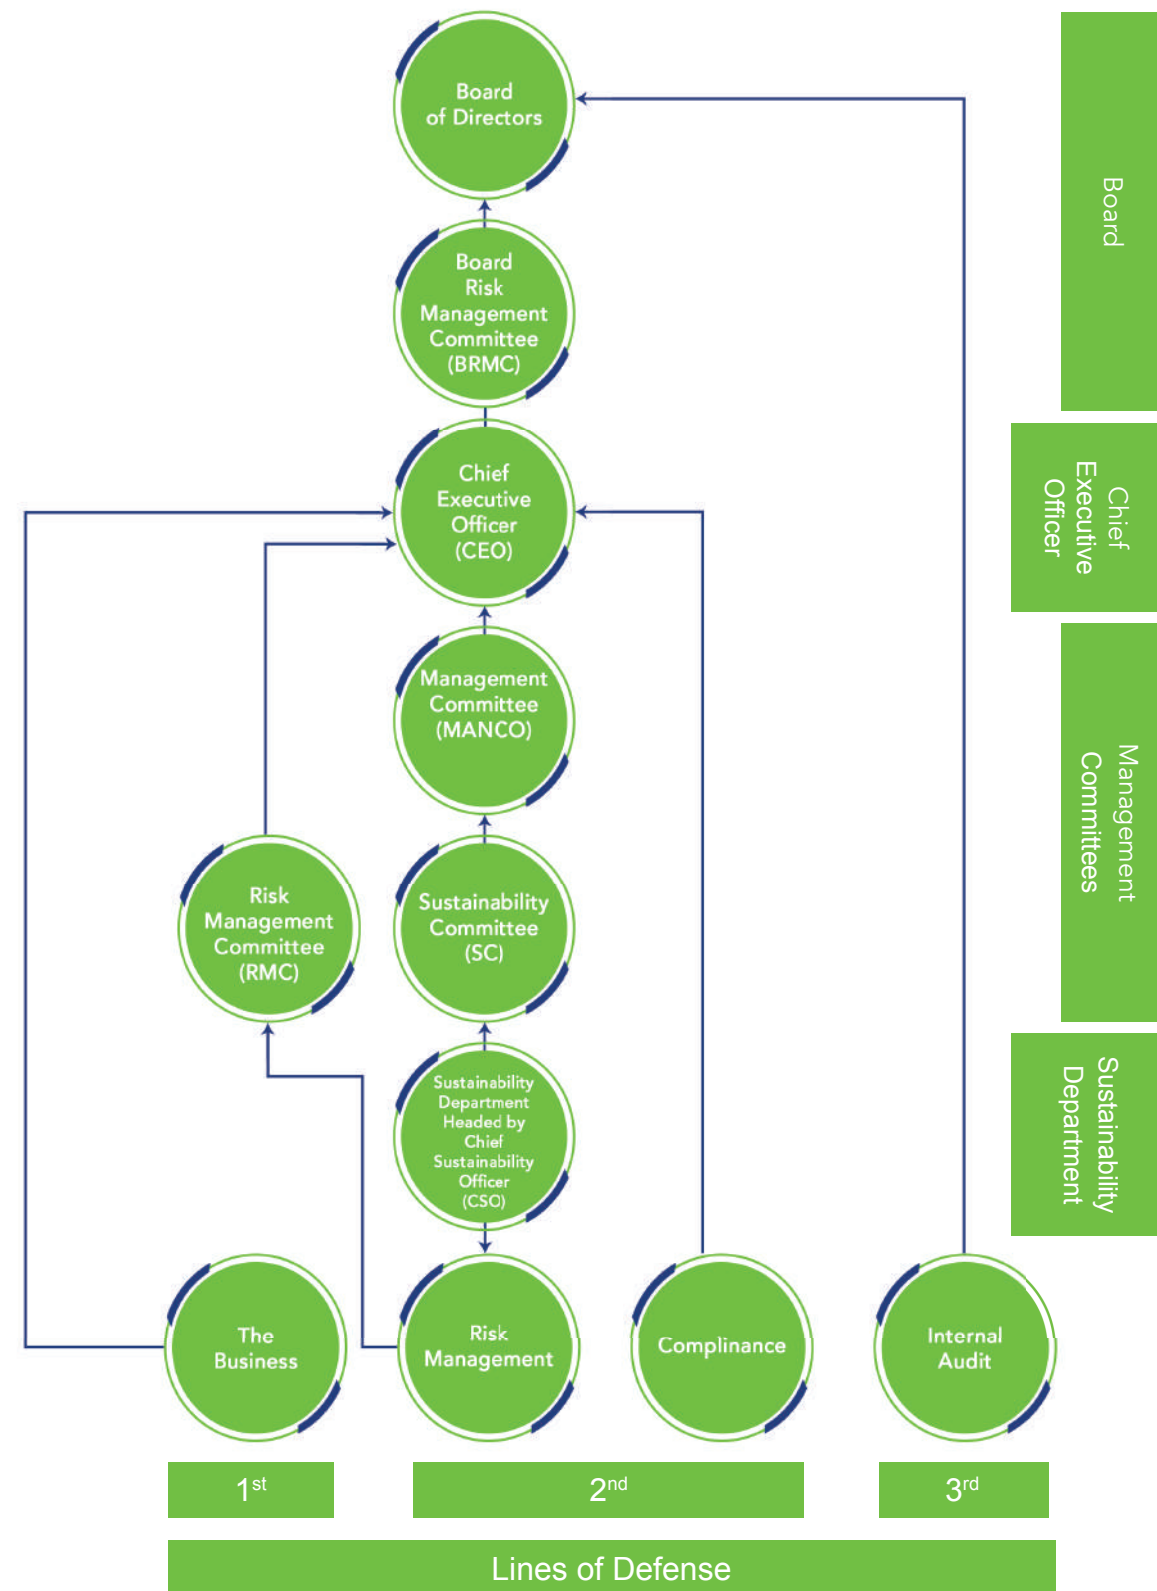 Board
of Directors
Board
Risk
Management
Committee
(BRMC)
Chief
Executive
Officer
(CEO)
Management
Committee
(MANCO)
Risk
Management
Committee
(RMC)
Sustainability
Committee
(SC)
Sustainability
Department
Headed by
Chief
Sustainability
Officer
(CSO)
The
Business
Risk
Management
Complinance
Internal
Audit
1st
2nd
3rd
Lines of Defense
Board
Chief
Executive
Officer
Management
Committees
Sustainability
Department